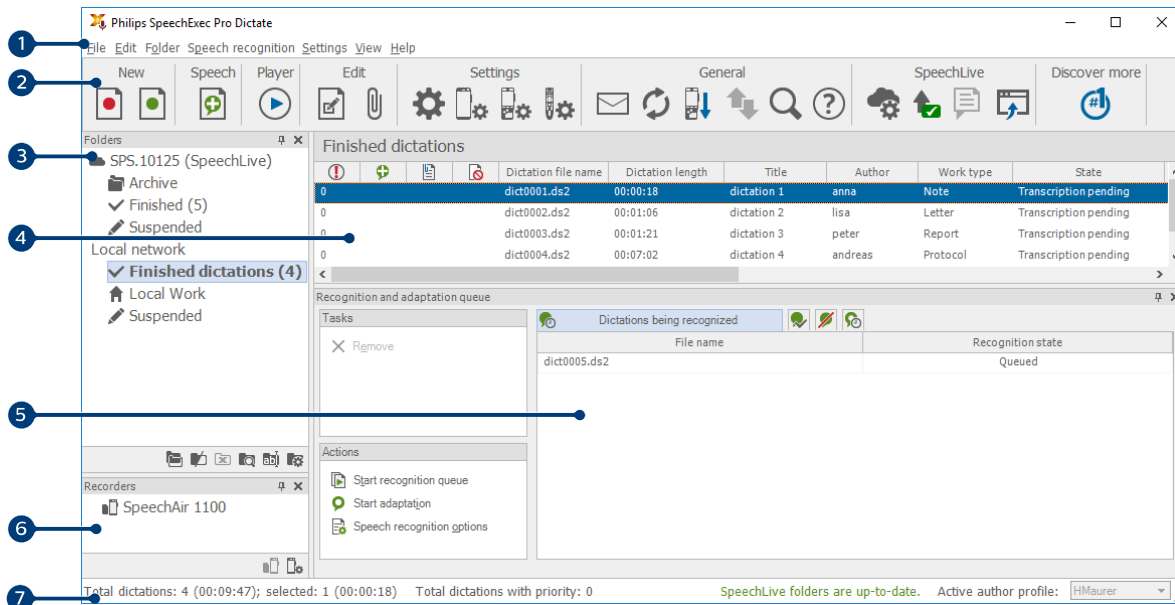 Philips SpeechExec Pro Dictate
1
File Edit Folder Speech recognition Settings View Help
2
New Speech Player Edit Settings General SpeechLive Discover more
#1
3
Folders
SPS.10125 (SpeechLive)
Archive
Finished (5)
Suspended
Local network
Finished dictations (4)
Local Work
Suspended
4
Finished dictations
Dictation file name Dictation length Title Author Work type State
0 dict0001.ds2 00:00:18 dictation 1 anna Note Transcription pending
0 dict0002.ds2 00:01:06 dictation 2 lisa Letter Transcription pending
0 dict0003.ds2 00:01:21 dictation 3 peter Report Transcription pending
0 dict0004.ds2 00:07:02 dictation 4 andreas Protocol Transcription pending
Recognition and adaptation queue
Tasks
Remove
Dictations being recognized
File name Recognition state
dict0005.ds2 Queued
5
Actions
Start recognition queue
Start adaptation
Speech recognition options
abl
Recorders
SpeechAir 1100
6
7
Total dictations: 4 (00:09:47); selected: 1 (00:00:18) Total dictations with priority: 0 SpeechLive folders are up-to-date. Active author profile: HMaurer